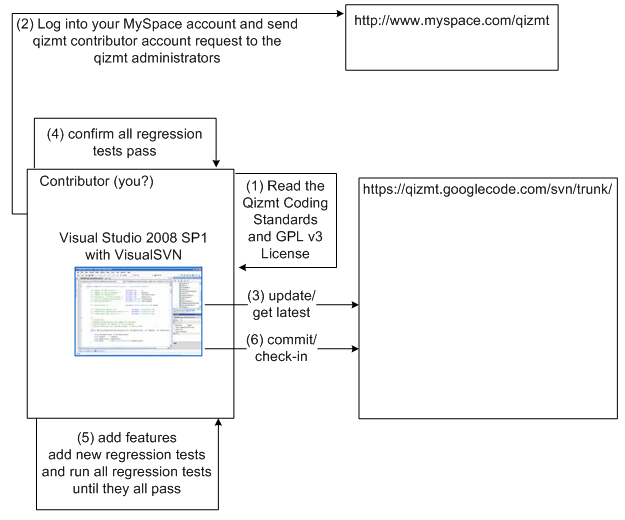 (2) Log into your MySpace account and send
qizmt contributor account request to the
qizmt administrators
http://www.myspace.com/qizmt
(4) confirm all regression
tests pass
Contributor (you?)
(1) Read the
Qizmt Coding
Standards
and GPL v3
License
https://qizmt.googlecode.com/svn/trunk/
Visual Studio 2008 SP1
with VisualSVN
(3) update/
get latest
(6) commit/
check-in
(5) add features
add new regression tests
and run all regression tests
until they all pass